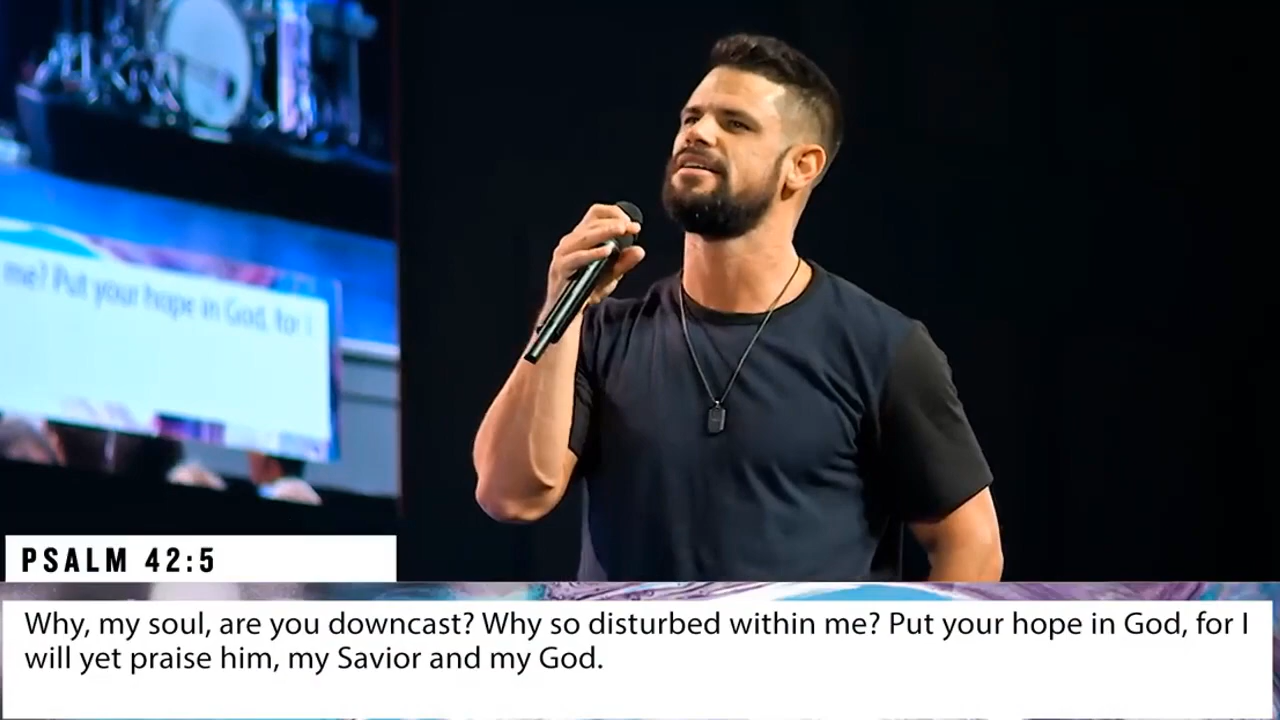 me? Put your hope in God, for I
PSALM 42:5
Why, my soul, are you downcast? Why so disturbed within me? Put your hope in God, for I
will yet praise him, my Savior and my God.